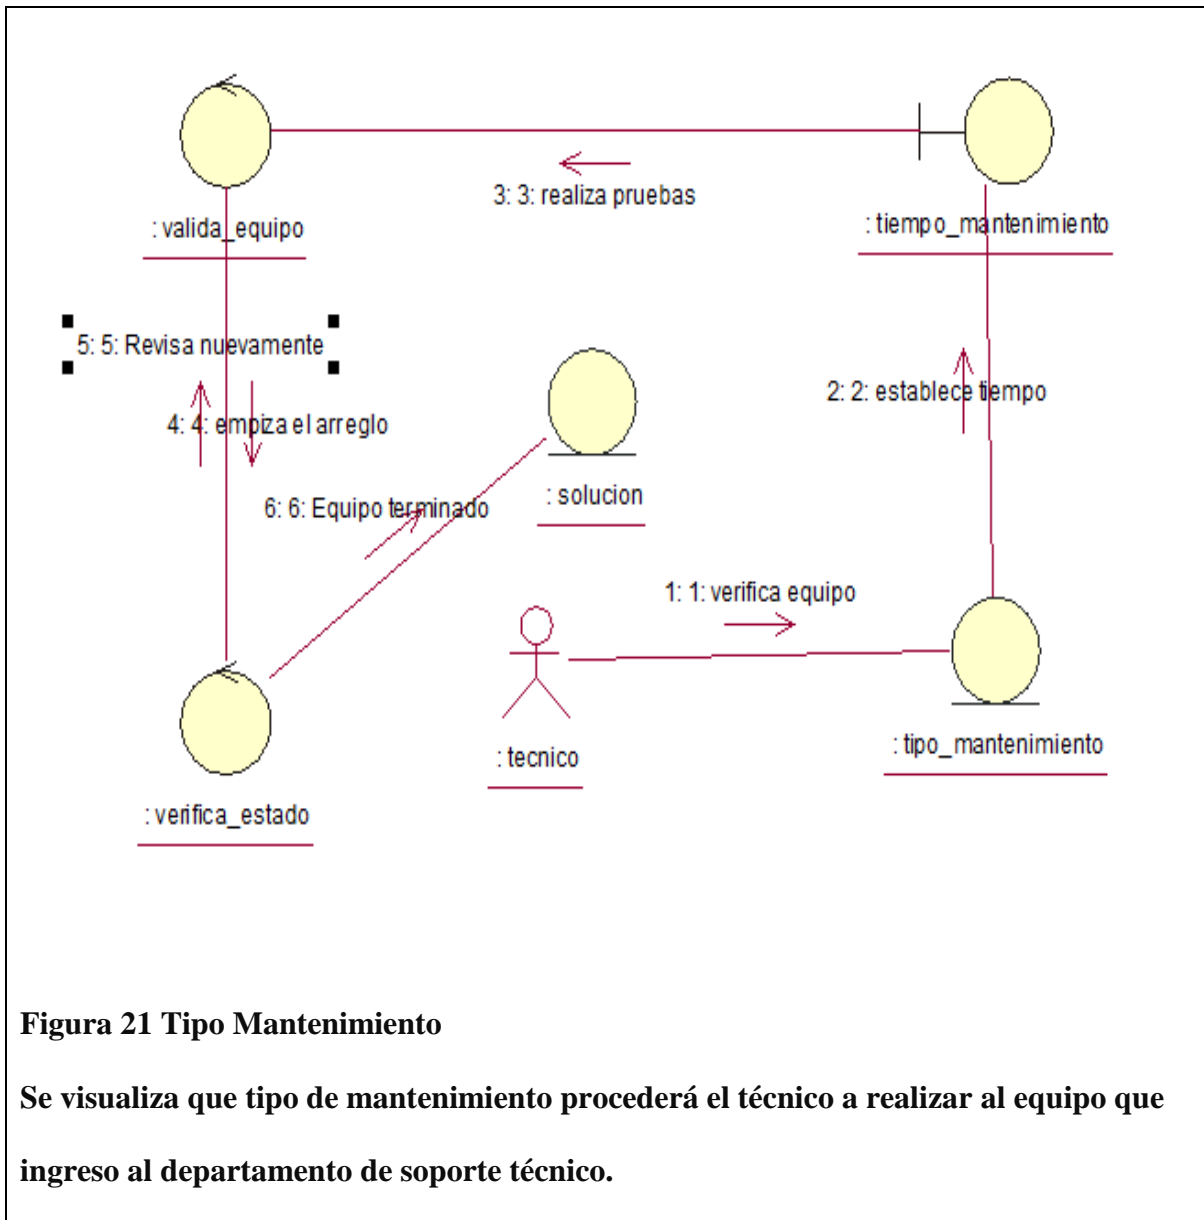 3: 3: realiza pruebas
: valida_equipo
: tiempo_mantenimiento
5: 5: Revisa nuevamente
2: 2: establece tiempo
4: 4: empiza el arreglo
: solucion
6: 6: Equipo terminado
1: 1: verifica equipo
: tecnico
: tipo_mantenimiento
: verifica_estado
Figura 21 Tipo Mantenimiento
Se visualiza que tipo de mantenimiento procederá el técnico a realizar al equipo que
ingreso al departamento de soporte técnico.